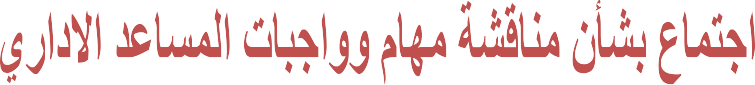 اجتماع بشأن مناقشة مهام وواجبات المساعد الاداري